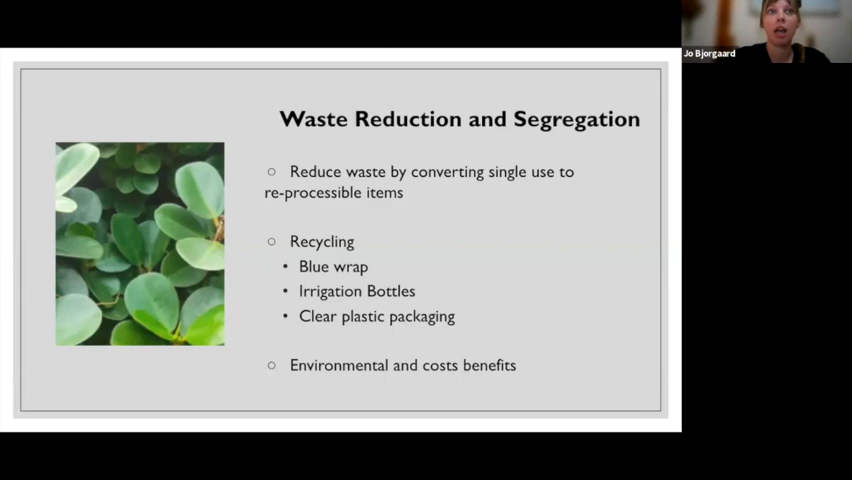 Jo Bjorgaard
Waste Reduction and Segregation
○ Reduce waste by converting single use to
re-processible items
○ Recycling
• Blue wrap
• Irrigation Bottles
• Clear plastic packaging
○ Environmental and costs benefits